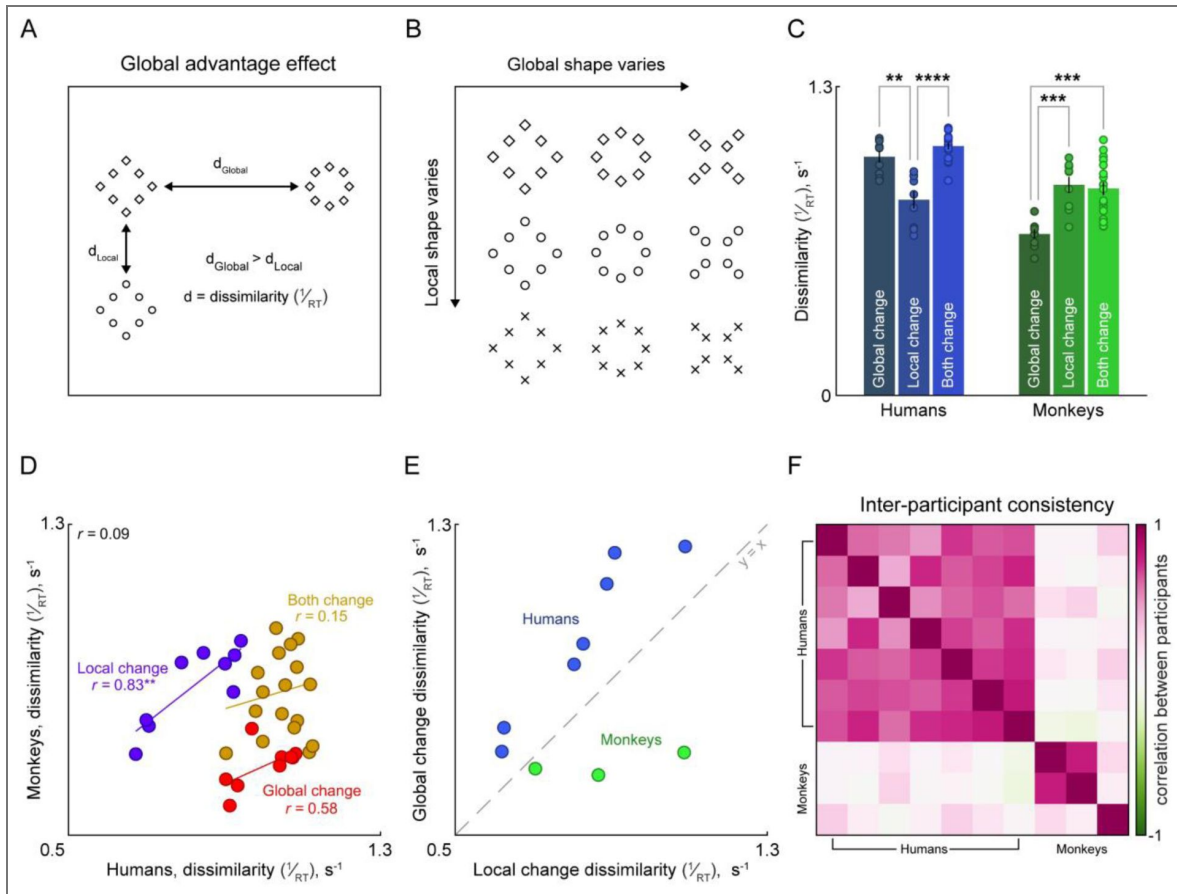 A
Global advantage effect
d Global
d Local
d Global > d Local
d = dissimilarity (1/RT)
B
Global shape varies
Local shape varies
C
** **** *** ***
1.3
Dissimilarity (1/RT), s-1
0
Global change
Local change
Both change
Global change
Local change
Both change
Humans
Monkeys
D
1.3
r = 0.09
Both change
r = 0.15
Local change
r = 0.83**
Global change
r = 0.58
Monkeys, dissimilarity (1/RT), s-1
0.5
1.3
Humans, dissimilarity (1/RT), s-1
E
1.3
y = x
Humans
Monkeys
Global change dissimilarity (1/RT), s-1
0.5
1.3
Local change dissimilarity (1/RT), s-1
F
Inter-participant consistency
Humans
Monkeys
Humans
Monkeys
1
correlation between participants
-1